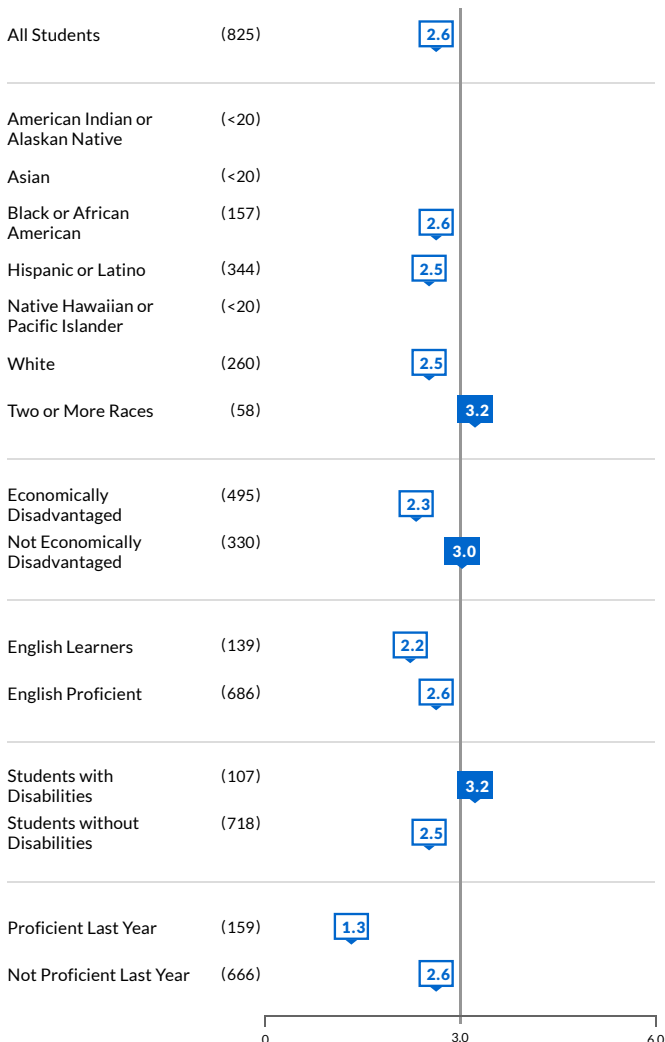 All Students (825) 2.6
American Indian or (<20)
Alaskan Native
Asian (<20)
Black or African (157) 2.6
American
Hispanic or Latino (344) 2.5
Native Hawaiian or (<20)
Pacific Islander
White (260) 2.5
Two or More Races (58) 3.2
Economically (495) 2.3
Disadvantaged
Not Economically (330) 3.0
Disadvantaged
English Learners (139) 2.2
English Proficient (686) 2.6
Students with (107) 3.2
Disabilities
Students without (718) 2.5
Disabilities
Proficient Last Year (159) 1.3
Not Proficient Last Year (666) 2.6
0 3.0 6.0